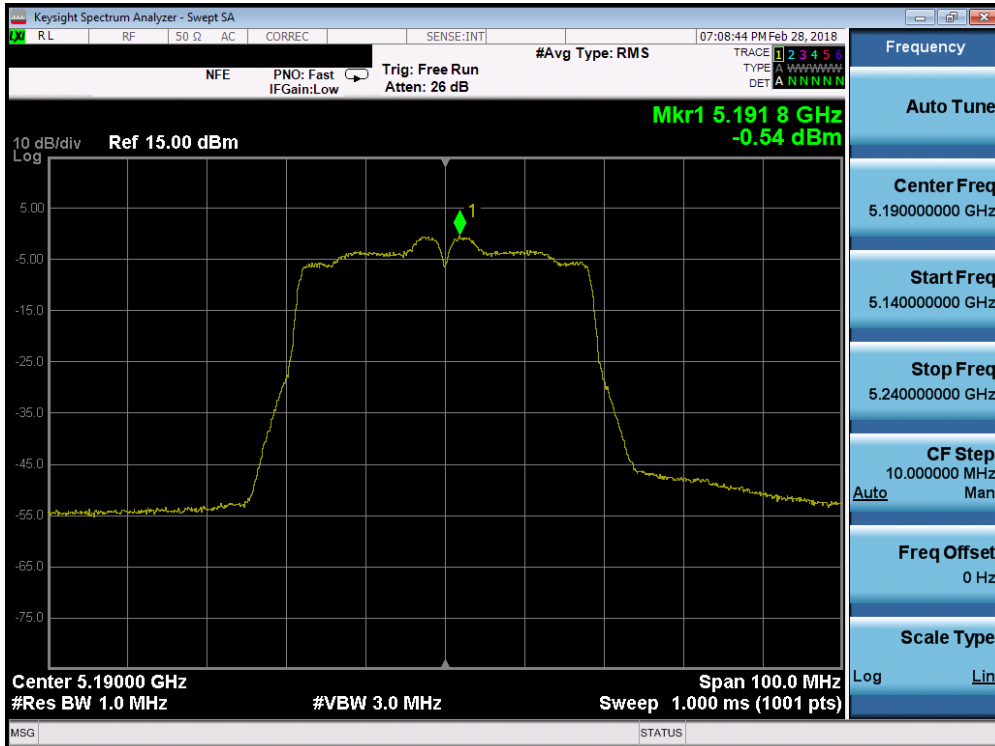 Keysight Spectrum Analyzer - Swept SA
LXI RL RF 50 Ω AC CORREC SENSE:INT 07:08:44 PM Feb 28, 2018
#Avg Type: RMS
TRACE 1 2 3 4 5 6
TYPE A WWWWW
DET A N N N N N
NFE PNO: Fast Trig: Free Run
IFGain:Low Atten: 26 dB
Mkr1 5.191 8 GHz
-0.54 dBm
10 dB/div Ref 15.00 dBm
Log
1
5.00
-5.00
-15.0
-25.0
-35.0
-45.0
-55.0
-65.0
-75.0
Center 5.19000 GHz Span 100.0 MHz
#Res BW 1.0 MHz #VBW 3.0 MHz Sweep 1.000 ms (1001 pts)
MSG STATUS
Frequency
Auto Tune
Center Freq
5.190000000 GHz
Start Freq
5.140000000 GHz
Stop Freq
5.240000000 GHz
CF Step
10.000000 MHz
Auto Man
Freq Offset
0 Hz
Scale Type
Log Lin